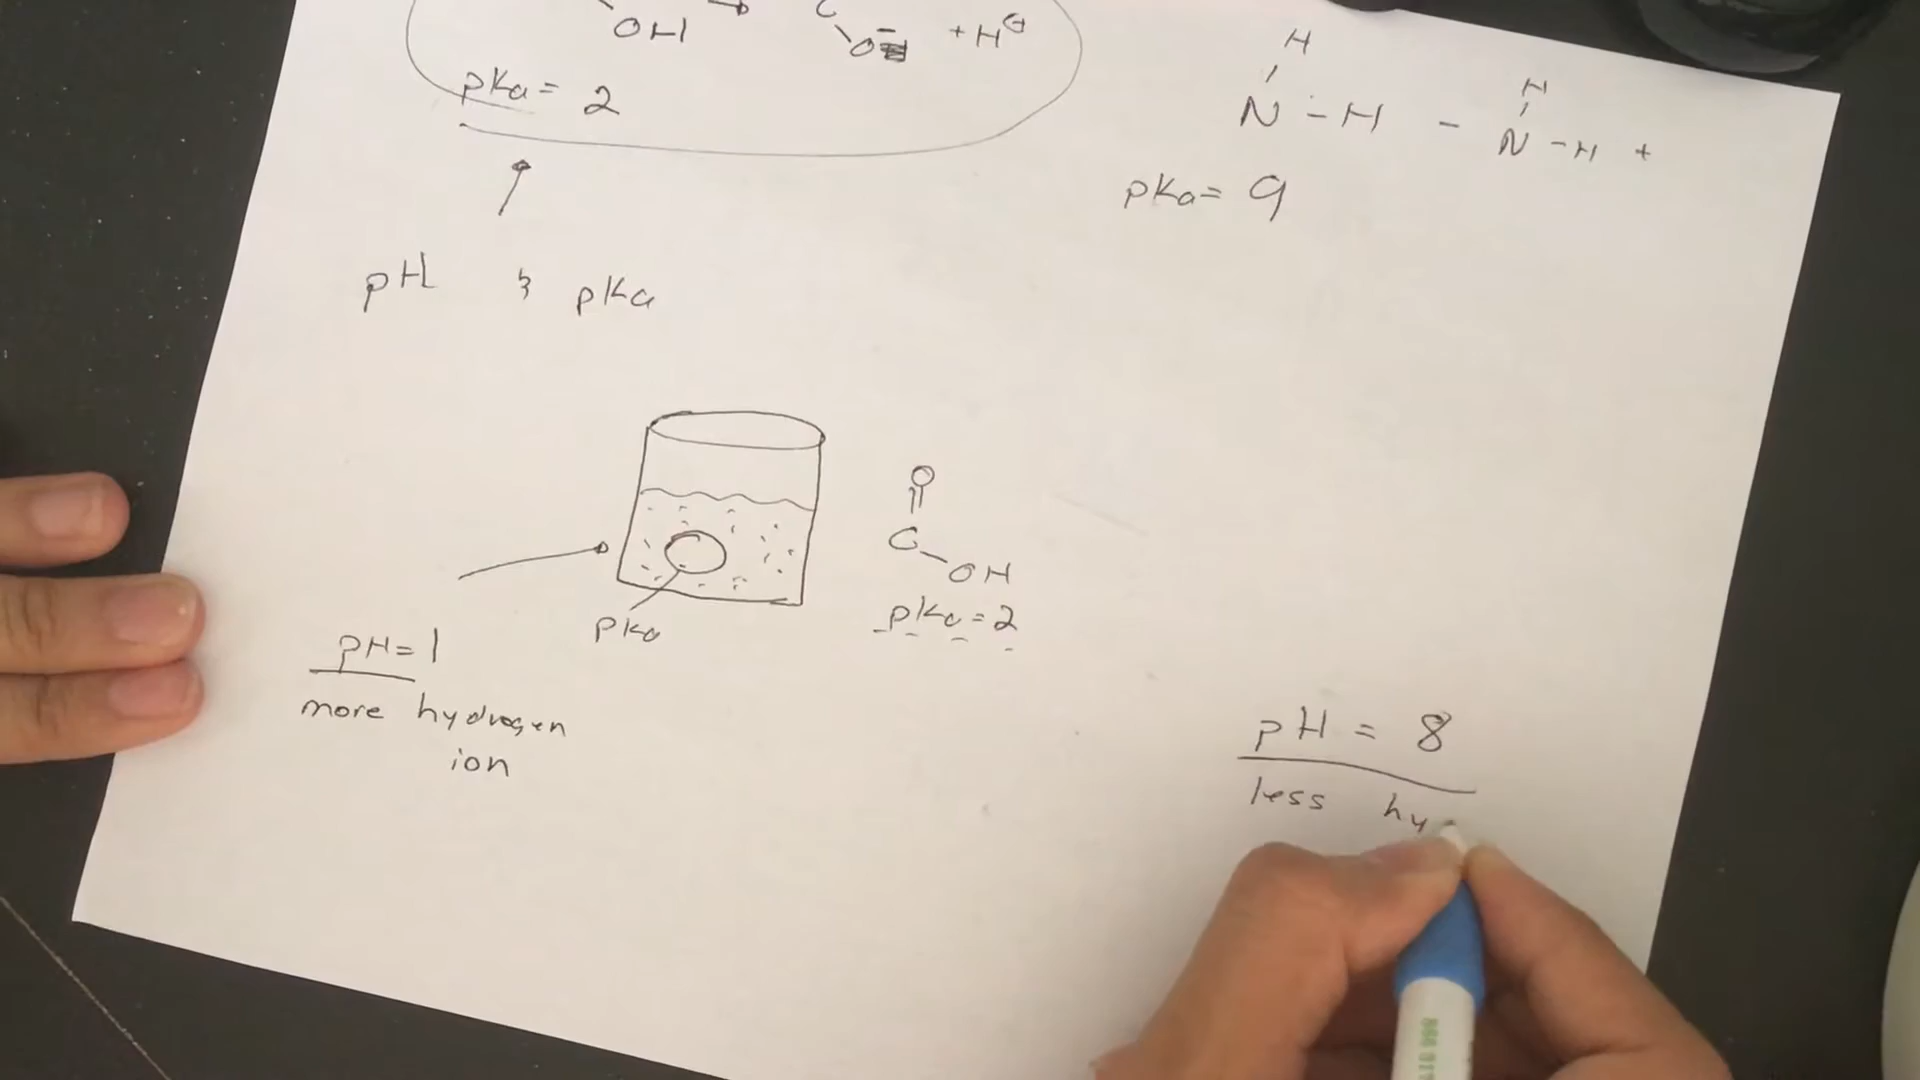 OH → C
O⁻ + H⊕
pka = 2
H
N - H - N - H +
H
pka = 9
pH & pka
O
C
OH
pka = 2
pka
pH = 1
more hydrogen
ion
pH = 8
less hy